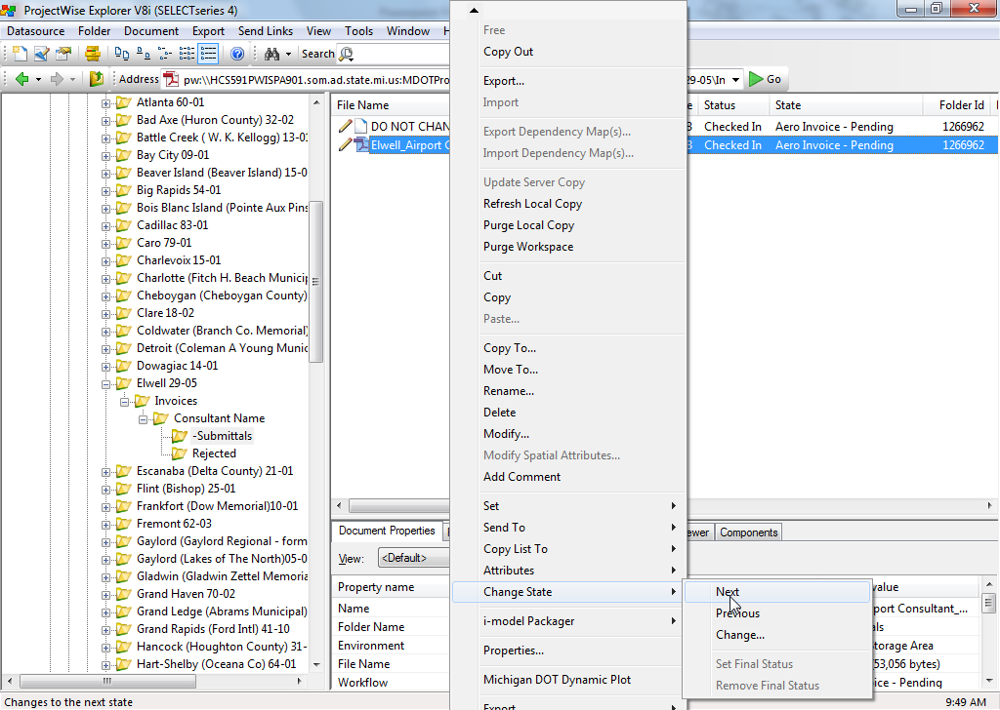 ProjectWise Explorer V8i (SELECTseries 4)
Datasource Folder Document Export Send Links View Tools Window H
Search
Address pw:\\HCS591PWISPA901.som.ad.state.mi.us:MDOTPro 29-05\In Go
Atlanta 60-01
Bad Axe (Huron County) 32-02
Battle Creek ( W. K. Kellogg) 13-0
Bay City 09-01
Beaver Island (Beaver Island) 15-0
Big Rapids 54-01
Bois Blanc Island (Pointe Aux Pins
Cadillac 83-01
Caro 79-01
Charlevoix 15-01
Charlotte (Fitch H. Beach Municip
Cheboygan (Cheboygan County)
Clare 18-02
Coldwater (Branch Co. Memorial)
Detroit (Coleman A Young Munic
Dowagiac 14-01
Elwell 29-05
Invoices
Consultant Name
-Submittals
Rejected
Escanaba (Delta County) 21-01
Flint (Bishop) 25-01
Frankfort (Dow Memorial)10-01
Fremont 62-03
Gaylord (Gaylord Regional - form
Gaylord (Lakes of The North)05-0
Gladwin (Gladwin Zettel Memoria
Grand Haven 70-02
Grand Ledge (Abrams Municipal)
Grand Rapids (Ford Intl) 41-10
Hancock (Houghton County) 31-
Hart-Shelby (Oceana Co) 64-01
File Name Status State Folder Id
DO NOT CHAN 3 Checked In Aero Invoice - Pending 1266962
Elwell_Airport C 3 Checked In Aero Invoice - Pending 1266962
Free
Copy Out
Export...
Import
Export Dependency Map(s)...
Import Dependency Map(s)...
Update Server Copy
Refresh Local Copy
Purge Local Copy
Purge Workspace
Cut
Copy
Paste...
Copy To...
Move To...
Rename...
Delete
Modify...
Modify Spatial Attributes...
Add Comment
Set
Send To
Copy List To
Attributes
Change State
i-model Packager
Properties...
Michigan DOT Dynamic Plot
Export
Next
Previous
Change...
Set Final Status
Remove Final Status
Document Properties ewer Components
View: <Default>
Property name value
Name port Consultant_...
Folder Name als
Environment torage Area
File Name 53,056 bytes)
Workflow - Pending
Changes to the next state 9:49 AM